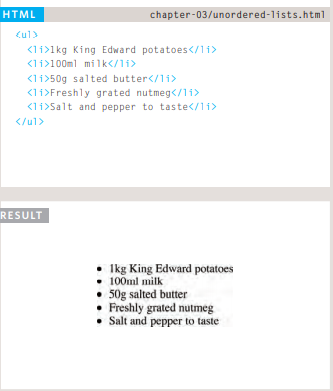 HTML chapter-03/unordered-lists.html
<ul>
<li>1kg King Edward potatoes</li>
<li>100ml milk</li>
<li>50g salted butter</li>
<li>Freshly grated nutmeg</li>
<li>Salt and pepper to taste</li>
</ul>
RESULT
• 1kg King Edward potatoes
• 100ml milk
• 50g salted butter
• Freshly grated nutmeg
• Salt and pepper to taste